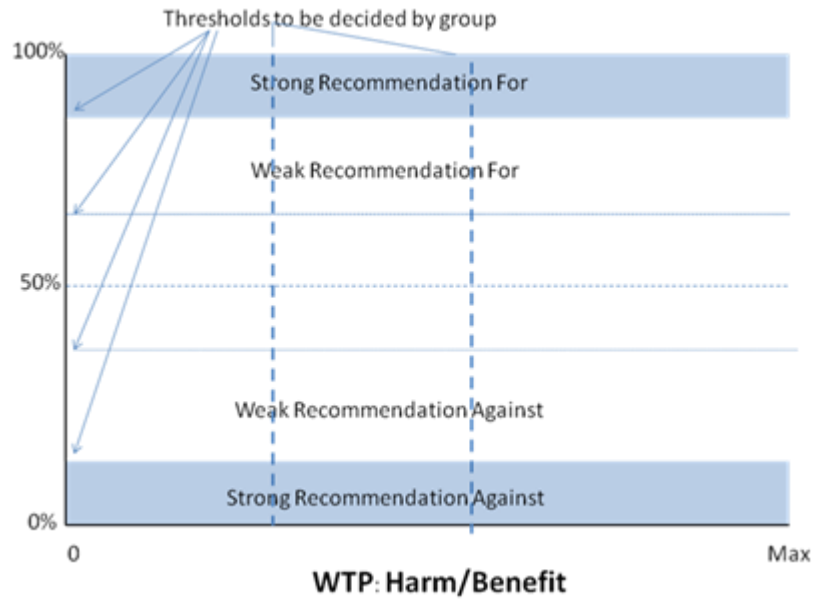 Thresholds to be decided by group
100%
Strong Recommendation For
Weak Recommendation For
50%
Weak Recommendation Against
Strong Recommendation Against
0%
0
Max
WTP: Harm/Benefit